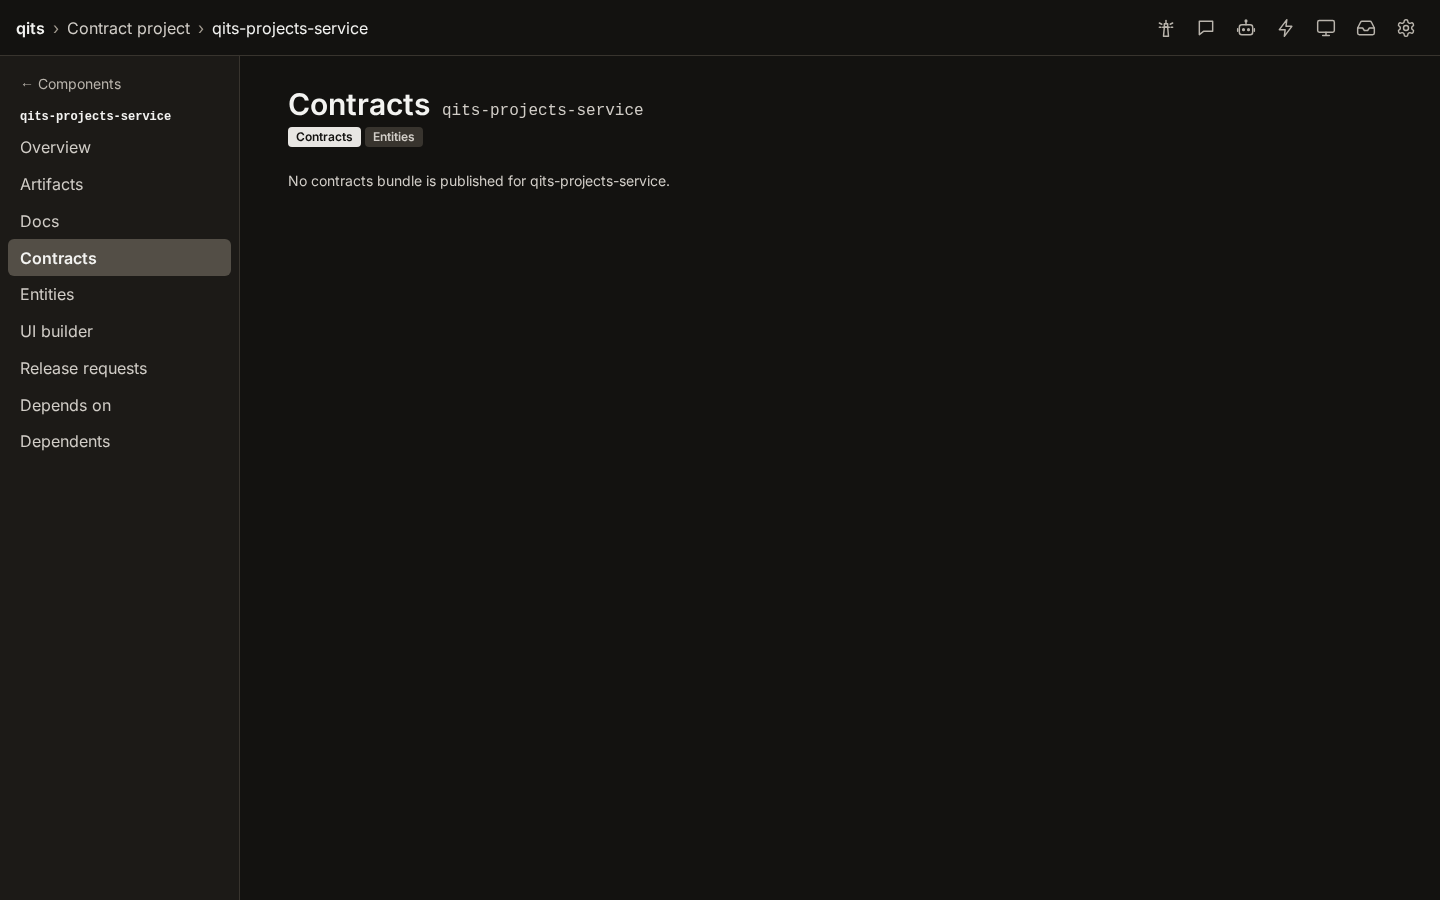 qits › Contract project › qits-projects-service
← Components
qits-projects-service
Overview
Artifacts
Docs
Contracts
Entities
UI builder
Release requests
Depends on
Dependents
Contracts qits-projects-service
Contracts Entities
No contracts bundle is published for qits-projects-service.